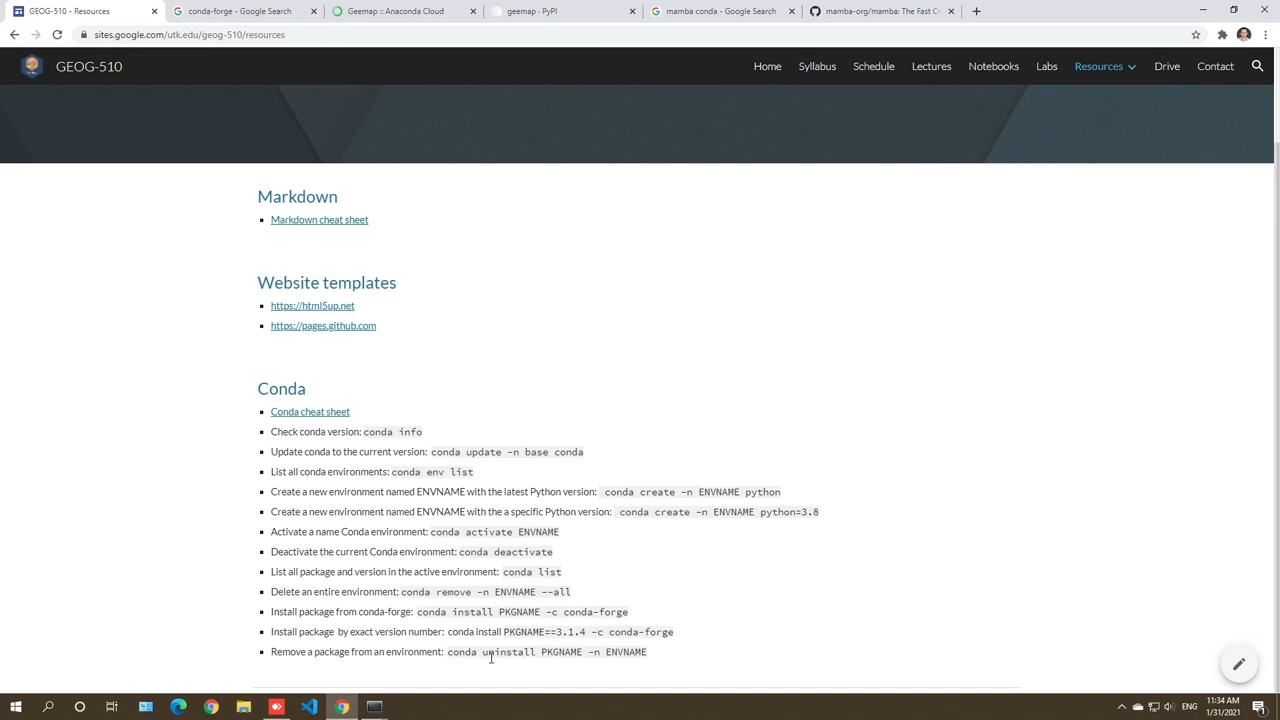 GEOG-510 - Resources
conda-forge - Google Search
Geemap :: Anaconda Cloud
geemap · PyPI
mamba conda - Google Search
mamba-org/mamba: The Fast Cr
sites.google.com/utk.edu/geog-510/resources
GEOG-510
Home
Syllabus
Schedule
Lectures
Notebooks
Labs
Resources
Drive
Contact
Markdown
Markdown cheat sheet
Website templates
https://html5up.net
https://pages.github.com
Conda
Conda cheat sheet
Check conda version: conda info
Update conda to the current version: conda update -n base conda
List all conda environments: conda env list
Create a new environment named ENVNAME with the latest Python version: conda create -n ENVNAME python
Create a new environment named ENVNAME with the a specific Python version: conda create -n ENVNAME python=3.8
Activate a name Conda environment: conda activate ENVNAME
Deactivate the current Conda environment: conda deactivate
List all package and version in the active environment: conda list
Delete an entire environment: conda remove -n ENVNAME --all
Install package from conda-forge: conda install PKGNAME -c conda-forge
Install package by exact version number: conda install PKGNAME==3.1.4 -c conda-forge
Remove a package from an environment: conda uninstall PKGNAME -n ENVNAME
ENG
11:34 AM
1/31/2021